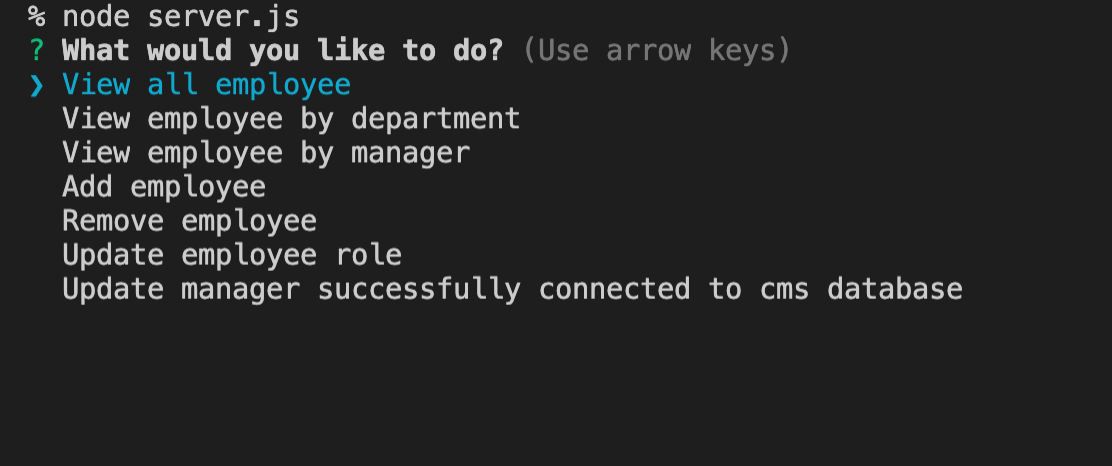 % node server.js
? What would you like to do? (Use arrow keys)
❯ View all employee
View employee by department
View employee by manager
Add employee
Remove employee
Update employee role
Update manager successfully connected to cms database